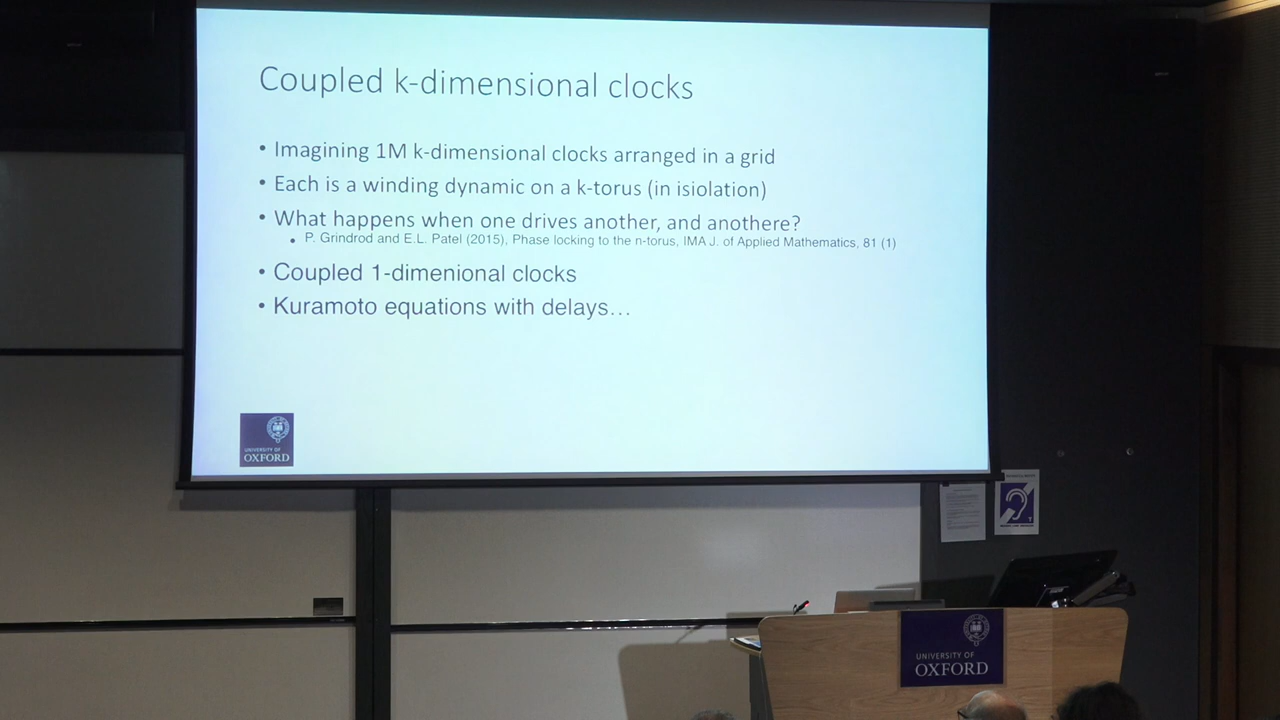 Coupled k-dimensional clocks
• Imagining 1M k-dimensional clocks arranged in a grid
• Each is a winding dynamic on a k-torus (in isiolation)
• What happens when one drives another, and anothere?
• P. Grindrod and E.L. Patel (2015), Phase locking to the n-torus, IMA J. of Applied Mathematics, 81 (1)
• Coupled 1-dimenional clocks
• Kuramoto equations with delays…
UNIVERSITY OF
OXFORD
T
UNIVERSITY OF
OXFORD